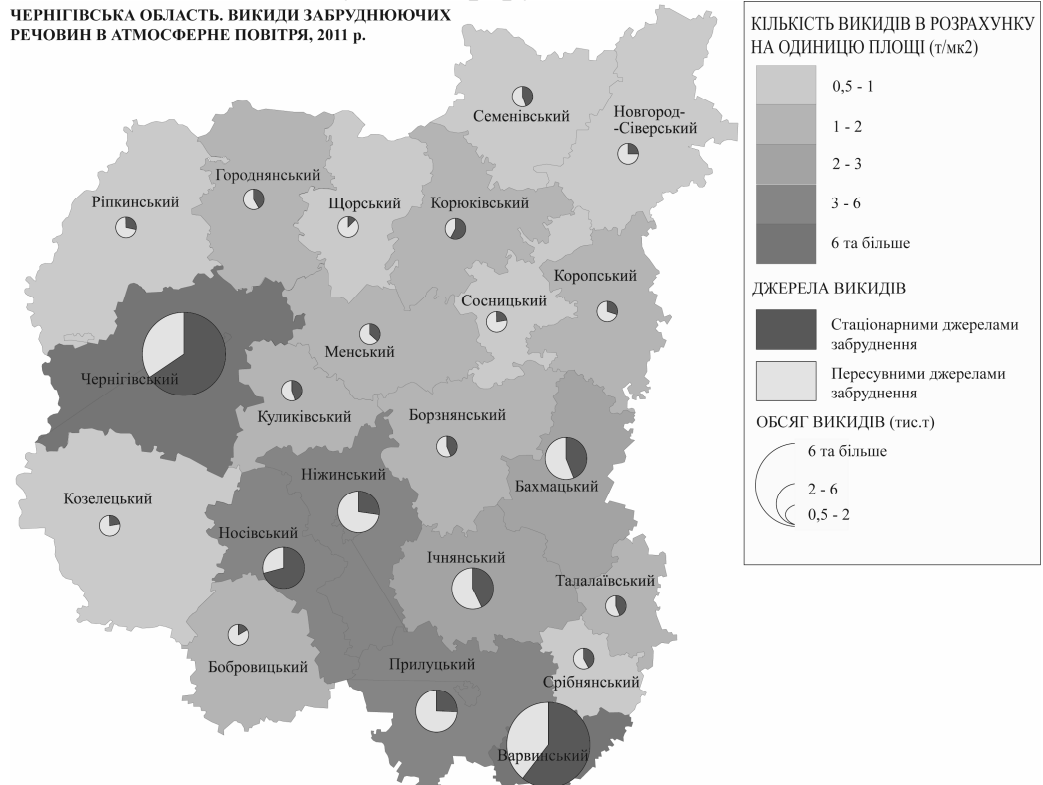 ЧЕРНІГІВСЬКА ОБЛАСТЬ. ВИКИДИ ЗАБРУДНЮЮЧИХ
РЕЧОВИН В АТМОСФЕРНЕ ПОВІТРЯ, 2011 р.
Семенівський
Новгород-
-Сіверський
Городнянський
Ріпкинський
Щорський
Корюківський
Коропський
Сосницький
Менський
Чернігівський
Куликівський
Борзнянський
Ніжинський
Бахмацький
Козелецький
Носівський
Ічнянський
Талалаївський
Бобровицький
Прилуцький
Срібнянський
Варвинський
КІЛЬКІСТЬ ВИКИДІВ В РОЗРАХУНКУ
НА ОДИНИЦЮ ПЛОЩІ (т/мк2)
0,5 - 1
1 - 2
2 - 3
3 - 6
6 та більше
ДЖЕРЕЛА ВИКИДІВ
Стаціонарними джерелами
забруднення
Пересувними джерелами
забруднення
ОБСЯГ ВИКИДІВ (тис.т)
6 та більше
2 - 6
0,5 - 2